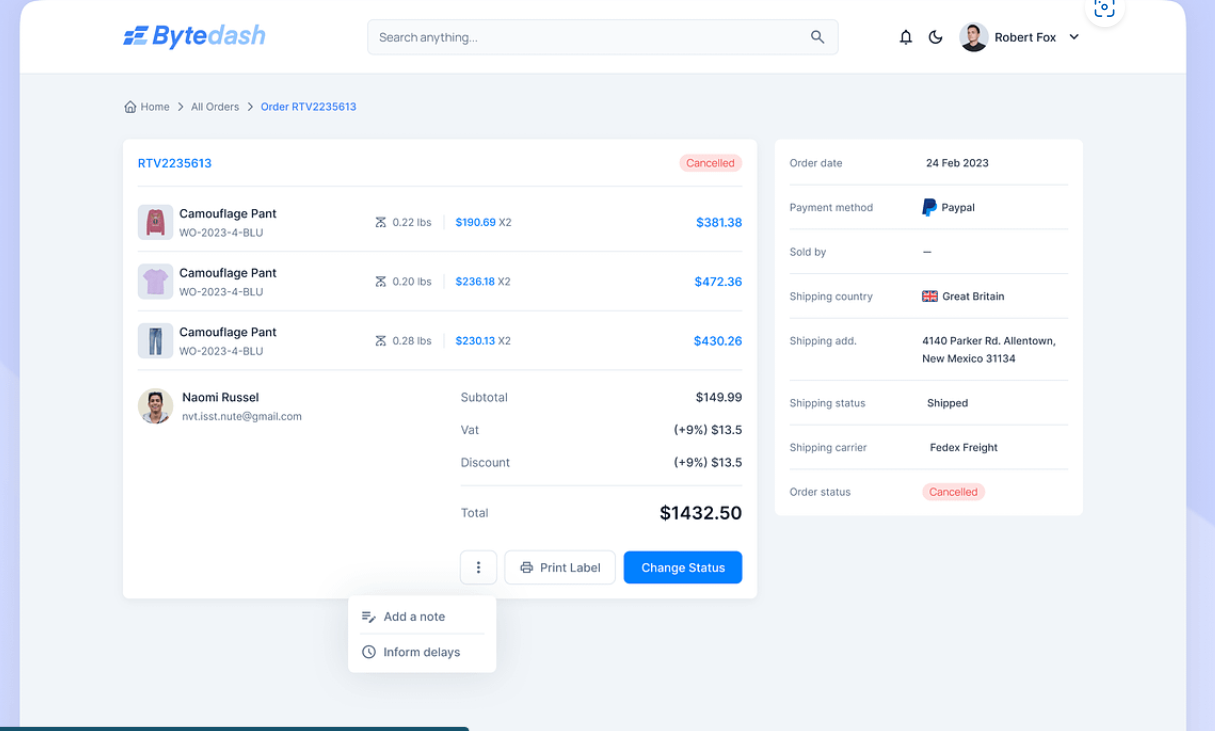 Bytedash
Search anything...
Robert Fox
Home > All Orders > Order RTV2235613
RTV2235613
Cancelled
Camouflage Pant
WO-2023-4-BLU
0.22 lbs
$190.69 X2
$381.38
Camouflage Pant
WO-2023-4-BLU
0.20 lbs
$236.18 X2
$472.36
Camouflage Pant
WO-2023-4-BLU
0.28 lbs
$230.13 X2
$430.26
Naomi Russel
nvt.isst.nute@gmail.com
Subtotal $149.99
Vat (+9%) $13.5
Discount (+9%) $13.5
Total $1432.50
Print Label
Change Status
Add a note
Inform delays
Order date 24 Feb 2023
Payment method Paypal
Sold by —
Shipping country Great Britain
Shipping add. 4140 Parker Rd. Allentown,
New Mexico 31134
Shipping status Shipped
Shipping carrier Fedex Freight
Order status Cancelled